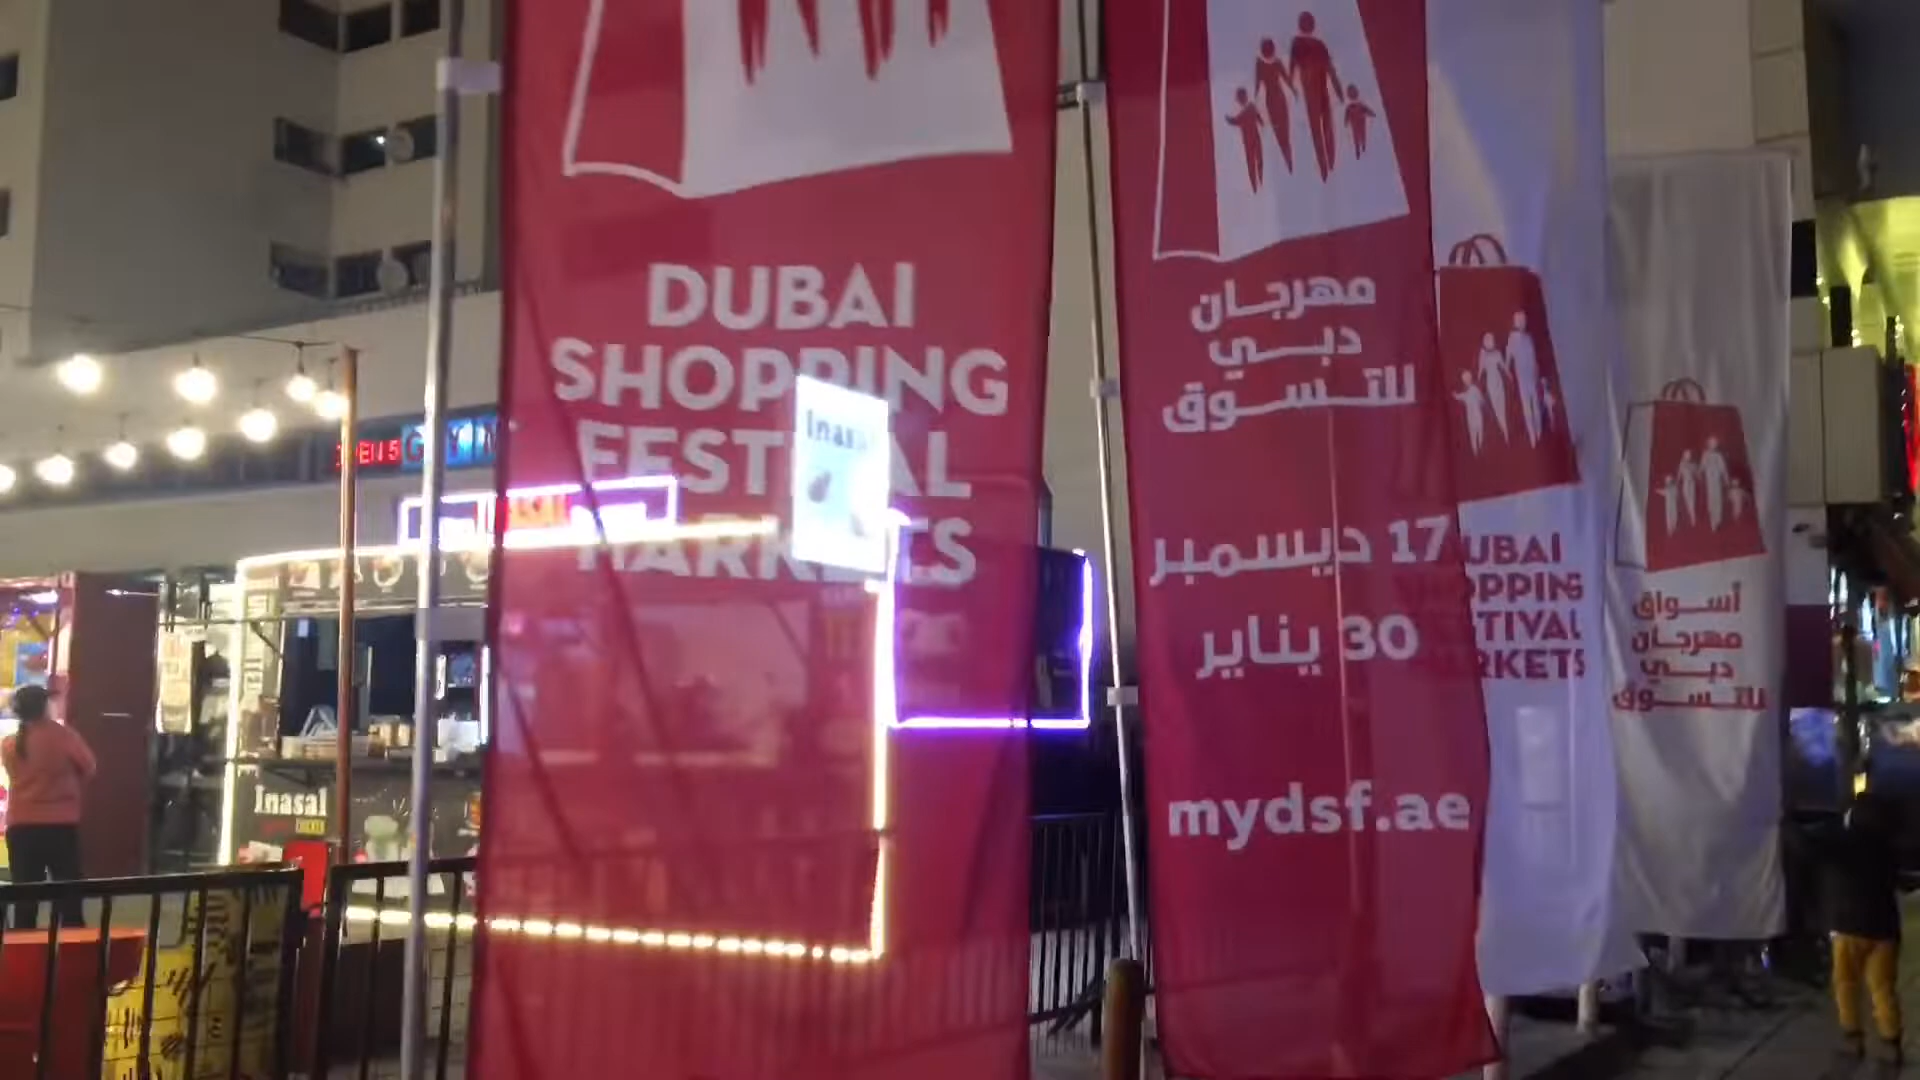 DUBAI
SHOPPING
FESTIVAL
MARKETS
مهرجان
دبي
للتسوق
17 ديسمبر
30 يناير
mydsf.ae
DUBAI
SHOPPING
FESTIVAL
MARKETS
أسواق
مهرجان
دبي
للتسوق
Inasal
Inasal